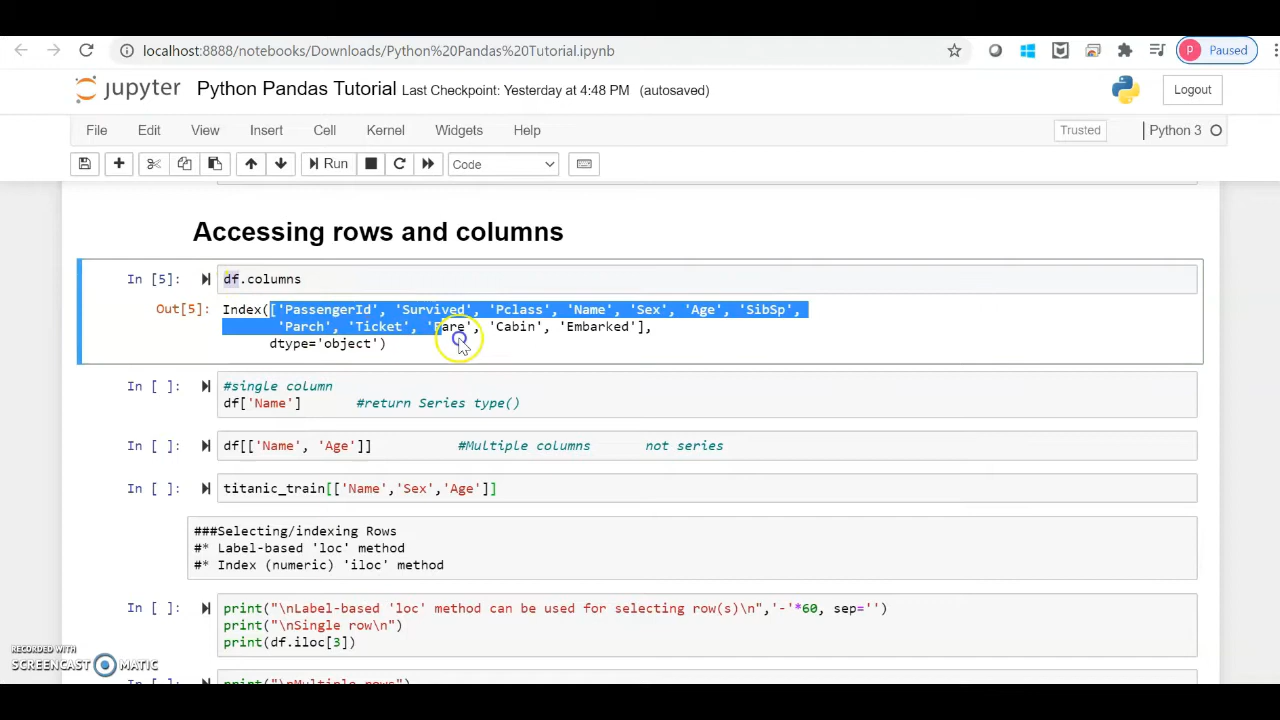 localhost:8888/notebooks/Downloads/Python%20Pandas%20Tutorial.ipynb
P Paused
jupyter Python Pandas Tutorial Last Checkpoint: Yesterday at 4:48 PM (autosaved)
Logout
File Edit View Insert Cell Kernel Widgets Help
Trusted
Python 3
Run
Code
Accessing rows and columns
In [5]: df.columns
Out[5]: Index(['PassengerId', 'Survived', 'Pclass', 'Name', 'Sex', 'Age', 'SibSp',
'Parch', 'Ticket', 'Fare', 'Cabin', 'Embarked'],
dtype='object')
In [ ]: #single column
df['Name'] #return Series type()
In [ ]: df[['Name', 'Age']] #Multiple columns not series
In [ ]: titanic_train[['Name','Sex','Age']]
###Selecting/indexing Rows
#* Label-based 'loc' method
#* Index (numeric) 'iloc' method
In [ ]: print("\nLabel-based 'loc' method can be used for selecting row(s)\n",'-'*60, sep='')
print("\nSingle row\n")
print(df.iloc[3])
In [ ]: print("\nMultiple rows")
RECORDED WITH
SCREENCAST MATIC